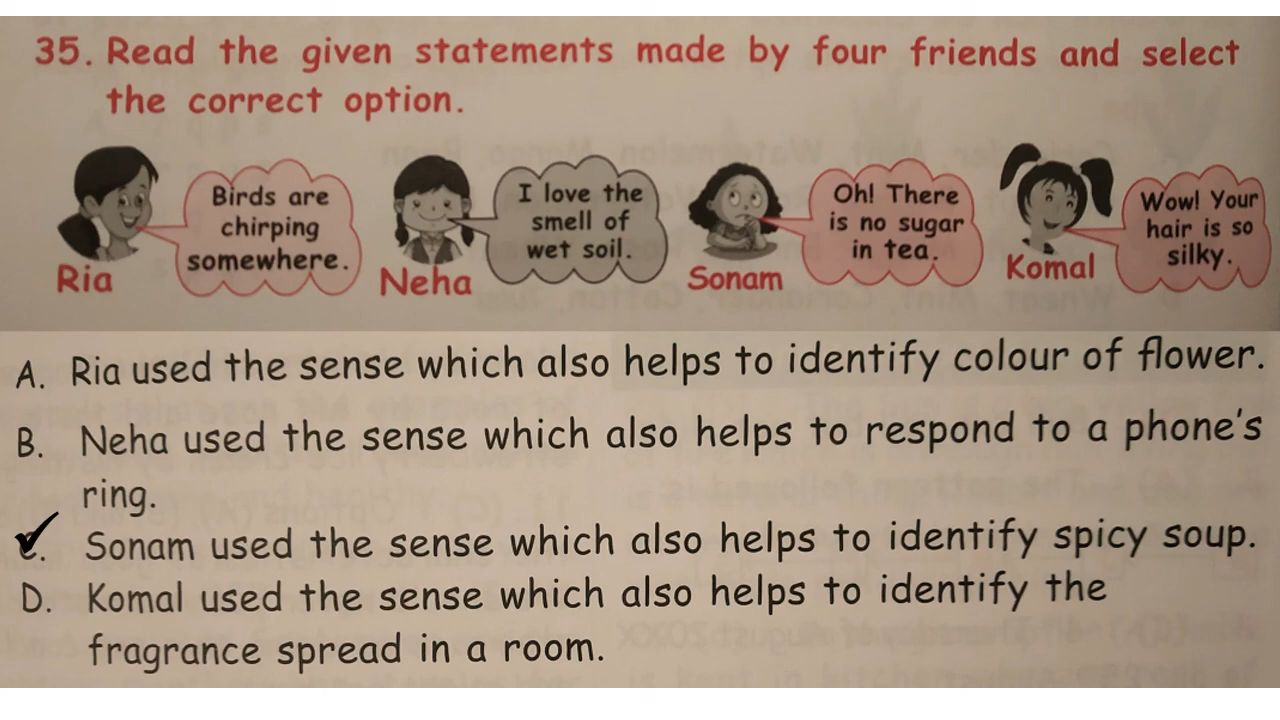 35. Read the given statements made by four friends and select
the correct option.
Birds are
chirping
somewhere.
Ria
I love the
smell of
wet soil.
Neha
Oh! There
is no sugar
in tea.
Sonam
Wow! Your
hair is so
silky.
Komal
A. Ria used the sense which also helps to identify colour of flower.
B. Neha used the sense which also helps to respond to a phone's
ring.
C. Sonam used the sense which also helps to identify spicy soup.
D. Komal used the sense which also helps to identify the
fragrance spread in a room.